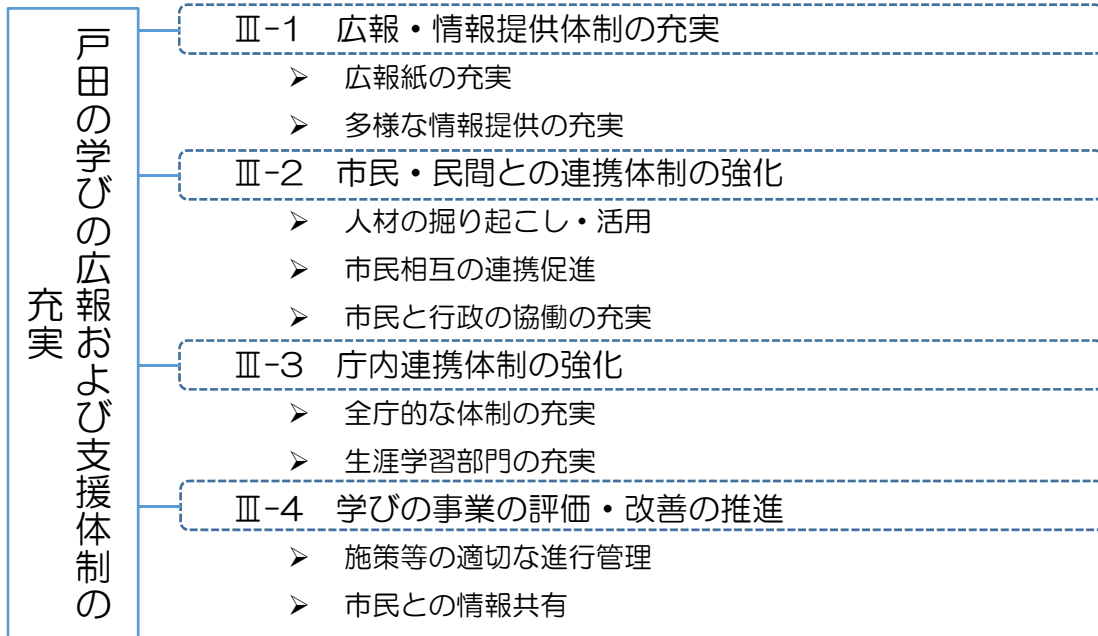 戸田の学びの広報および支援体制の
充実
Ⅲ-1 広報・情報提供体制の充実
➢ 広報紙の充実
➢ 多様な情報提供の充実
Ⅲ-2 市民・民間との連携体制の強化
➢ 人材の掘り起こし・活用
➢ 市民相互の連携促進
➢ 市民と行政の協働の充実
Ⅲ-3 庁内連携体制の強化
➢ 全庁的な体制の充実
➢ 生涯学習部門の充実
Ⅲ-4 学びの事業の評価・改善の推進
➢ 施策等の適切な進行管理
➢ 市民との情報共有